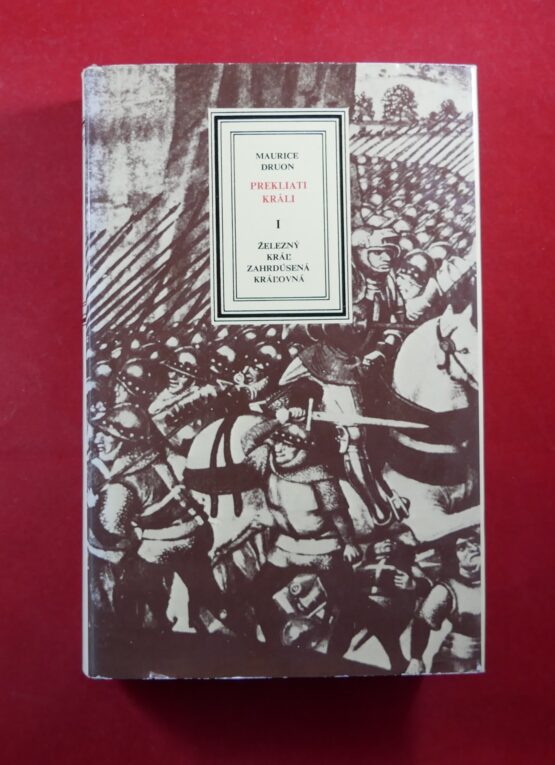 MAURICE
DRUON
PREKLIATI
KRÁLI
I
ŽELEZNÝ
KRÁĽ
ZAHRDÚSENÁ
KRÁĽOVNÁ